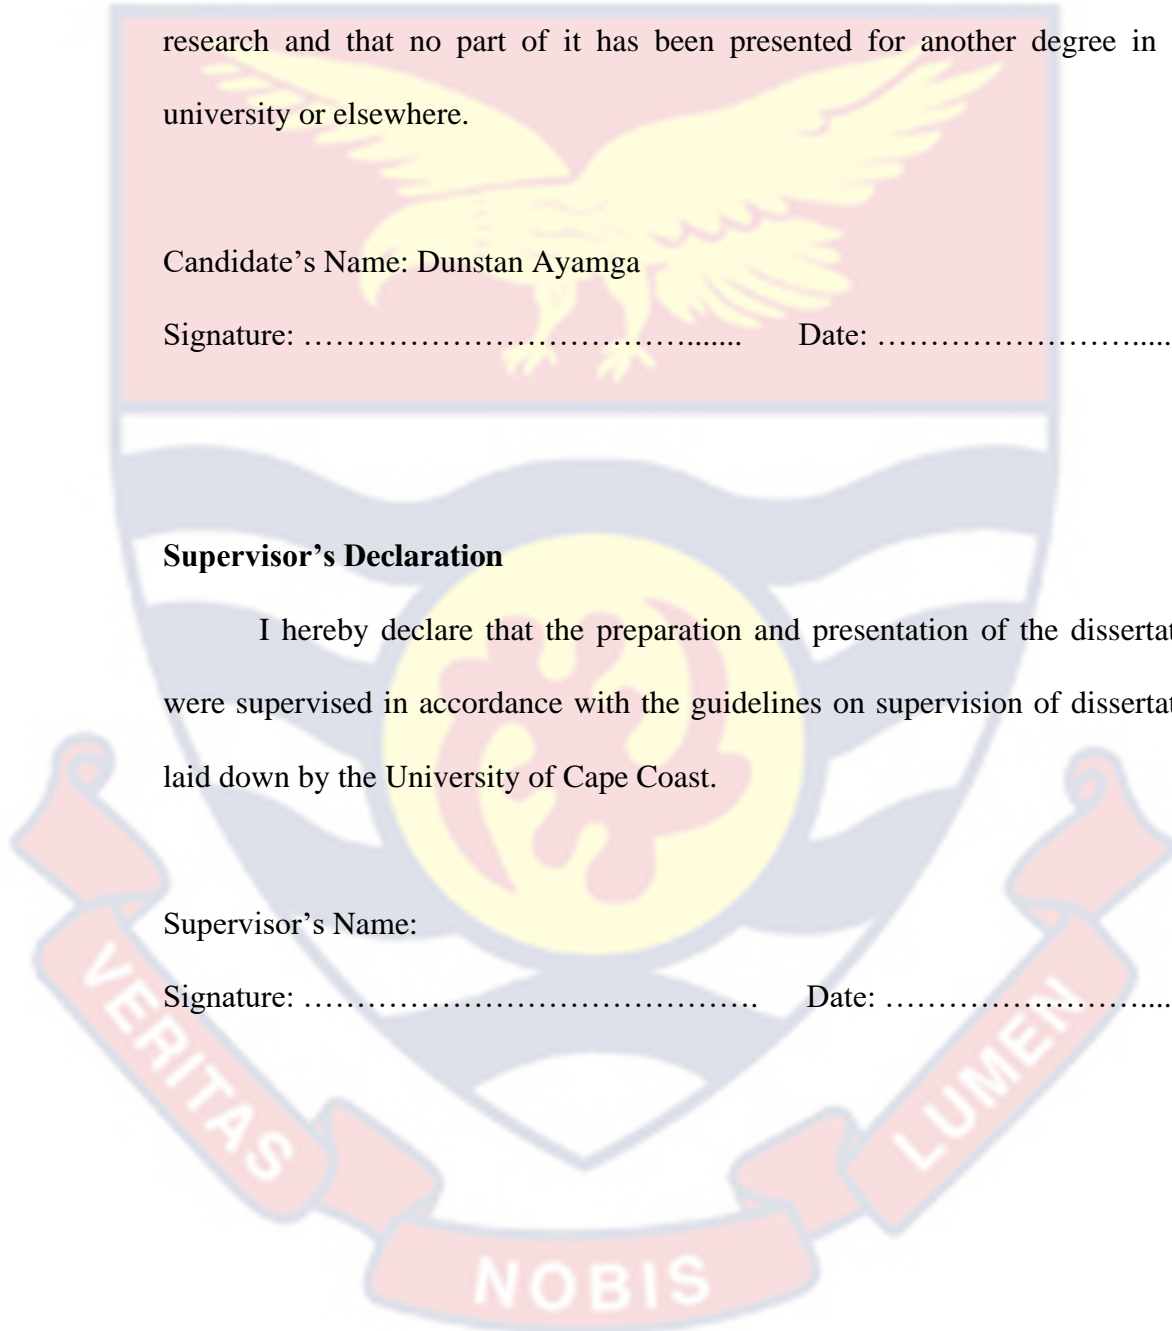 research and that no part of it has been presented for another degree in
university or elsewhere.
Candidate’s Name: Dunstan Ayamga
Signature: ………………………………….......  Date: …………………….....
Supervisor’s Declaration
I hereby declare that the preparation and presentation of the dissertat
were supervised in accordance with the guidelines on supervision of dissertat
laid down by the University of Cape Coast.
Supervisor’s Name:
Signature: …………………………………….  Date: ……………………....
VERITAS
NOBIS
LUMEN